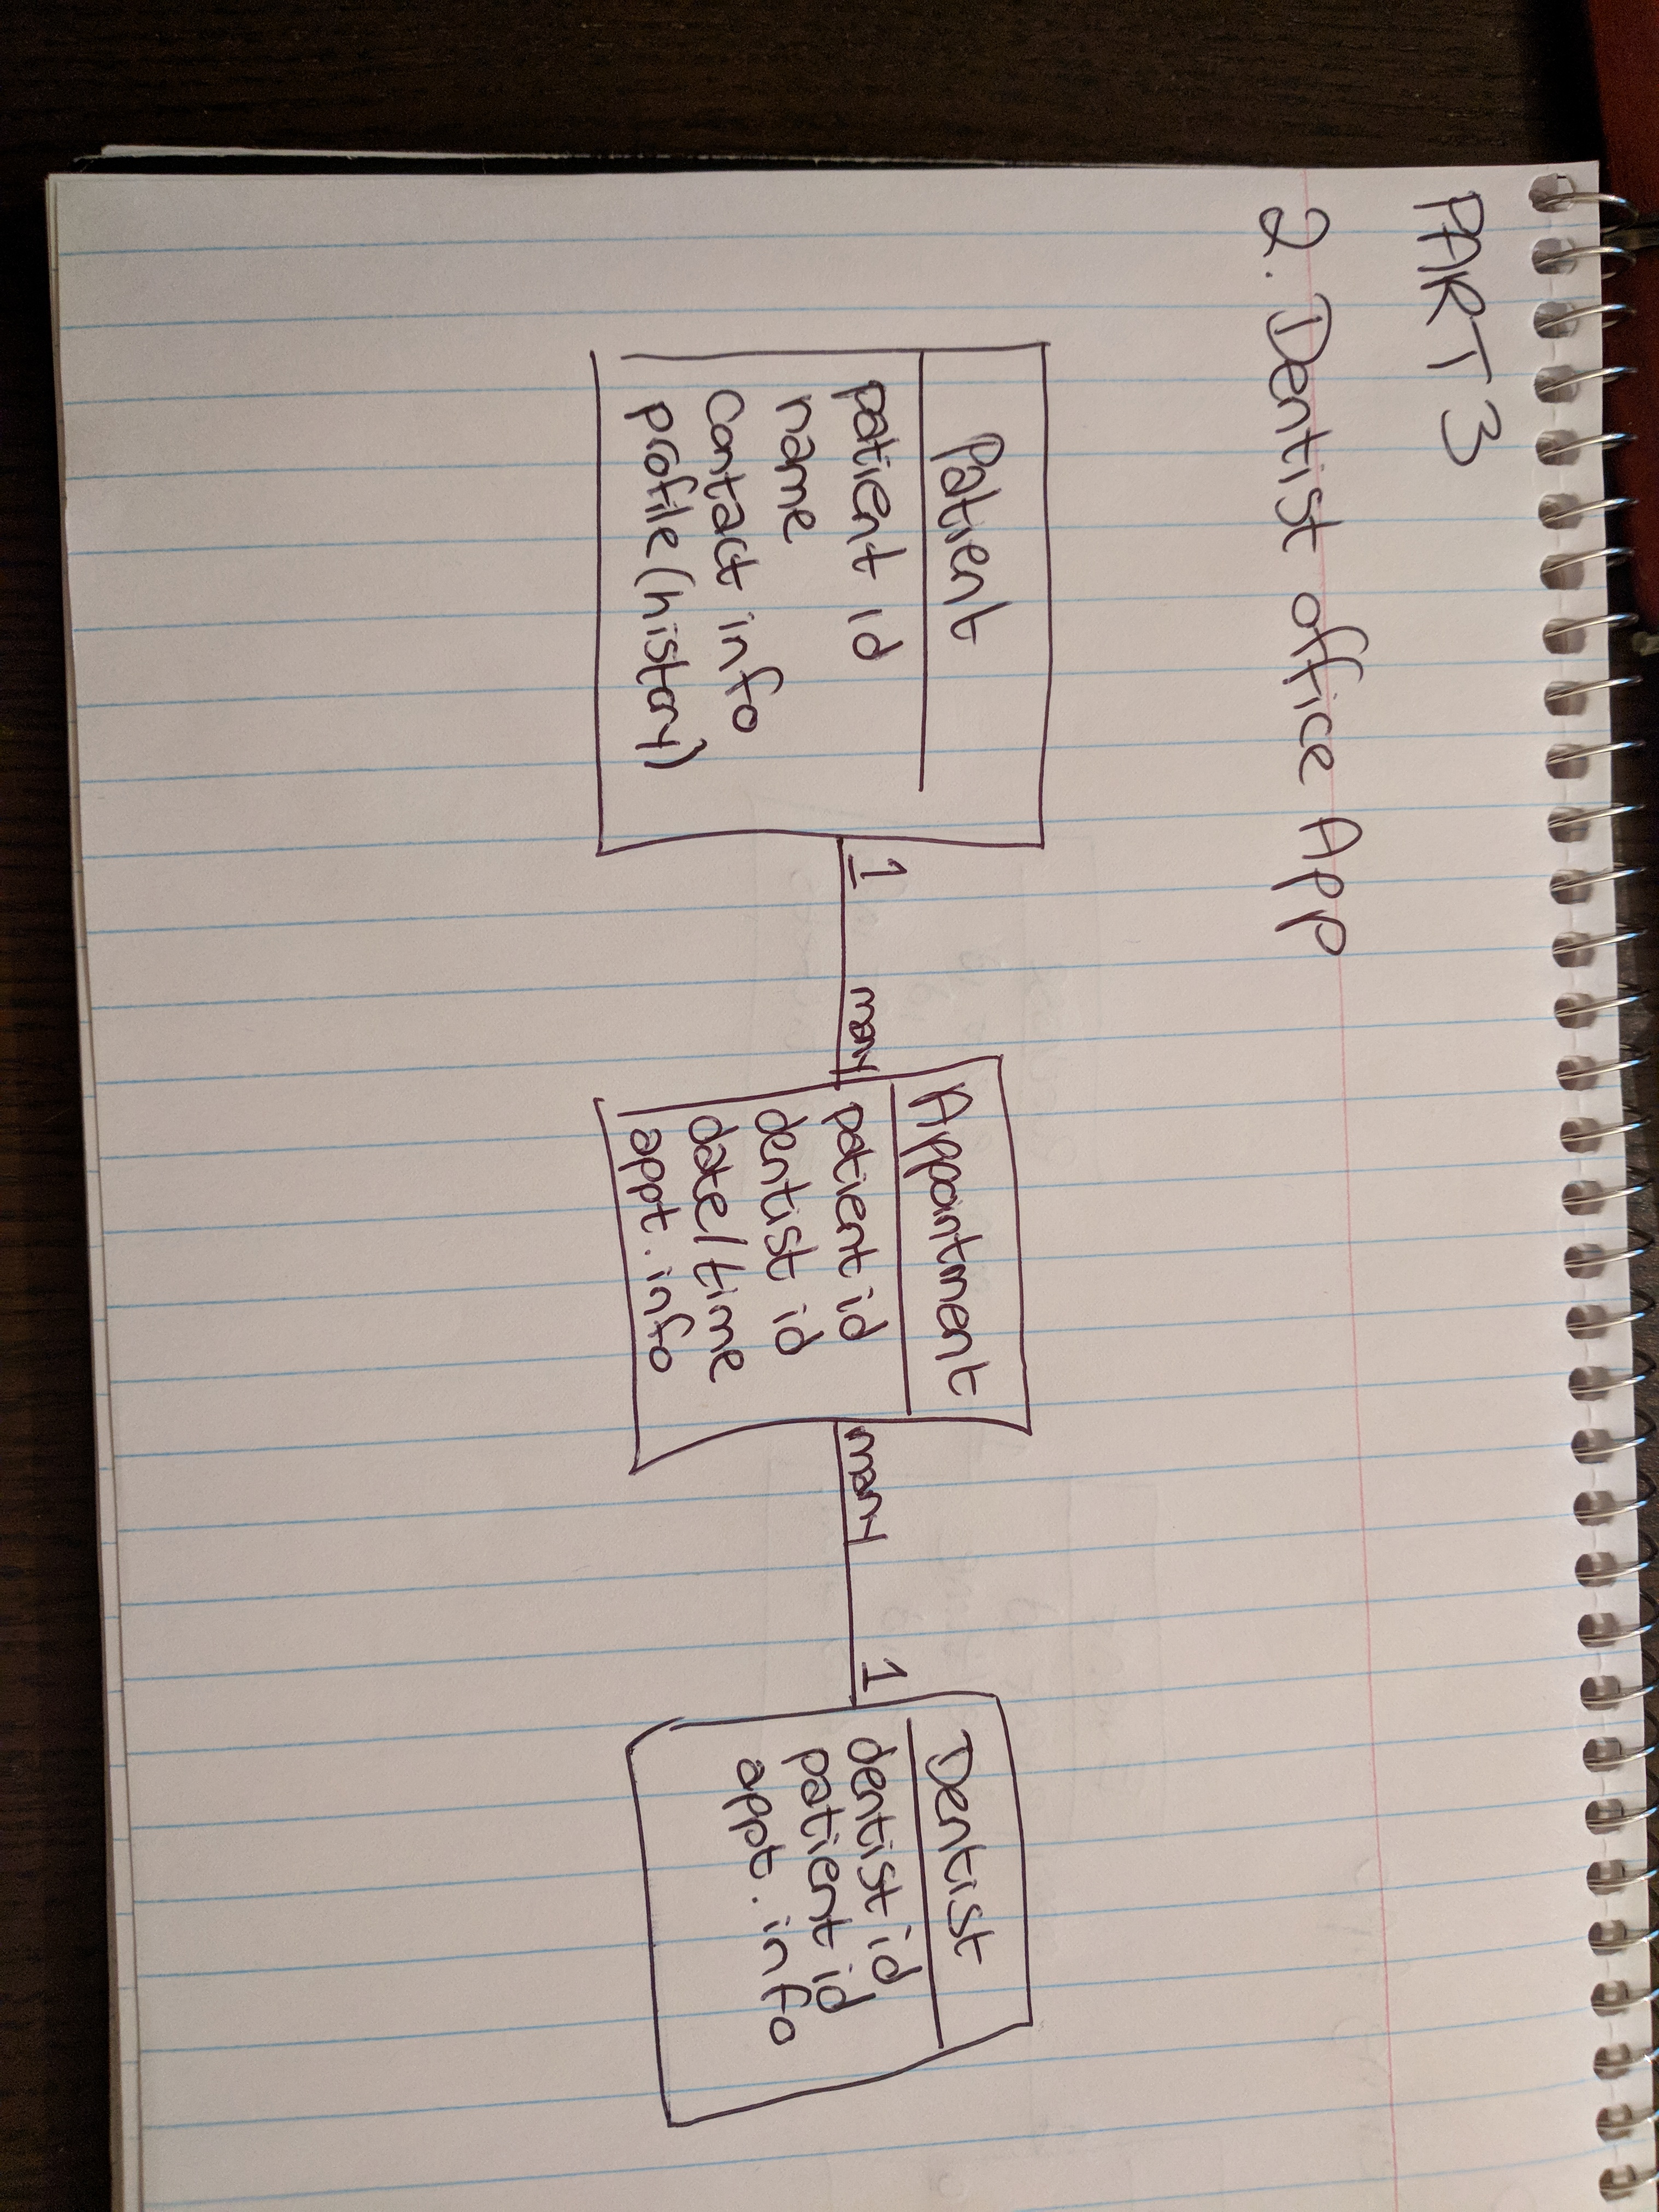 PART 3
2. Dentist office App
Patient
patient id
name
contact info
profile (history)
1
many
Appointment
patient id
dentist id
date/time
appt. info
many
1
Dentist
dentist id
patient id
appt. info